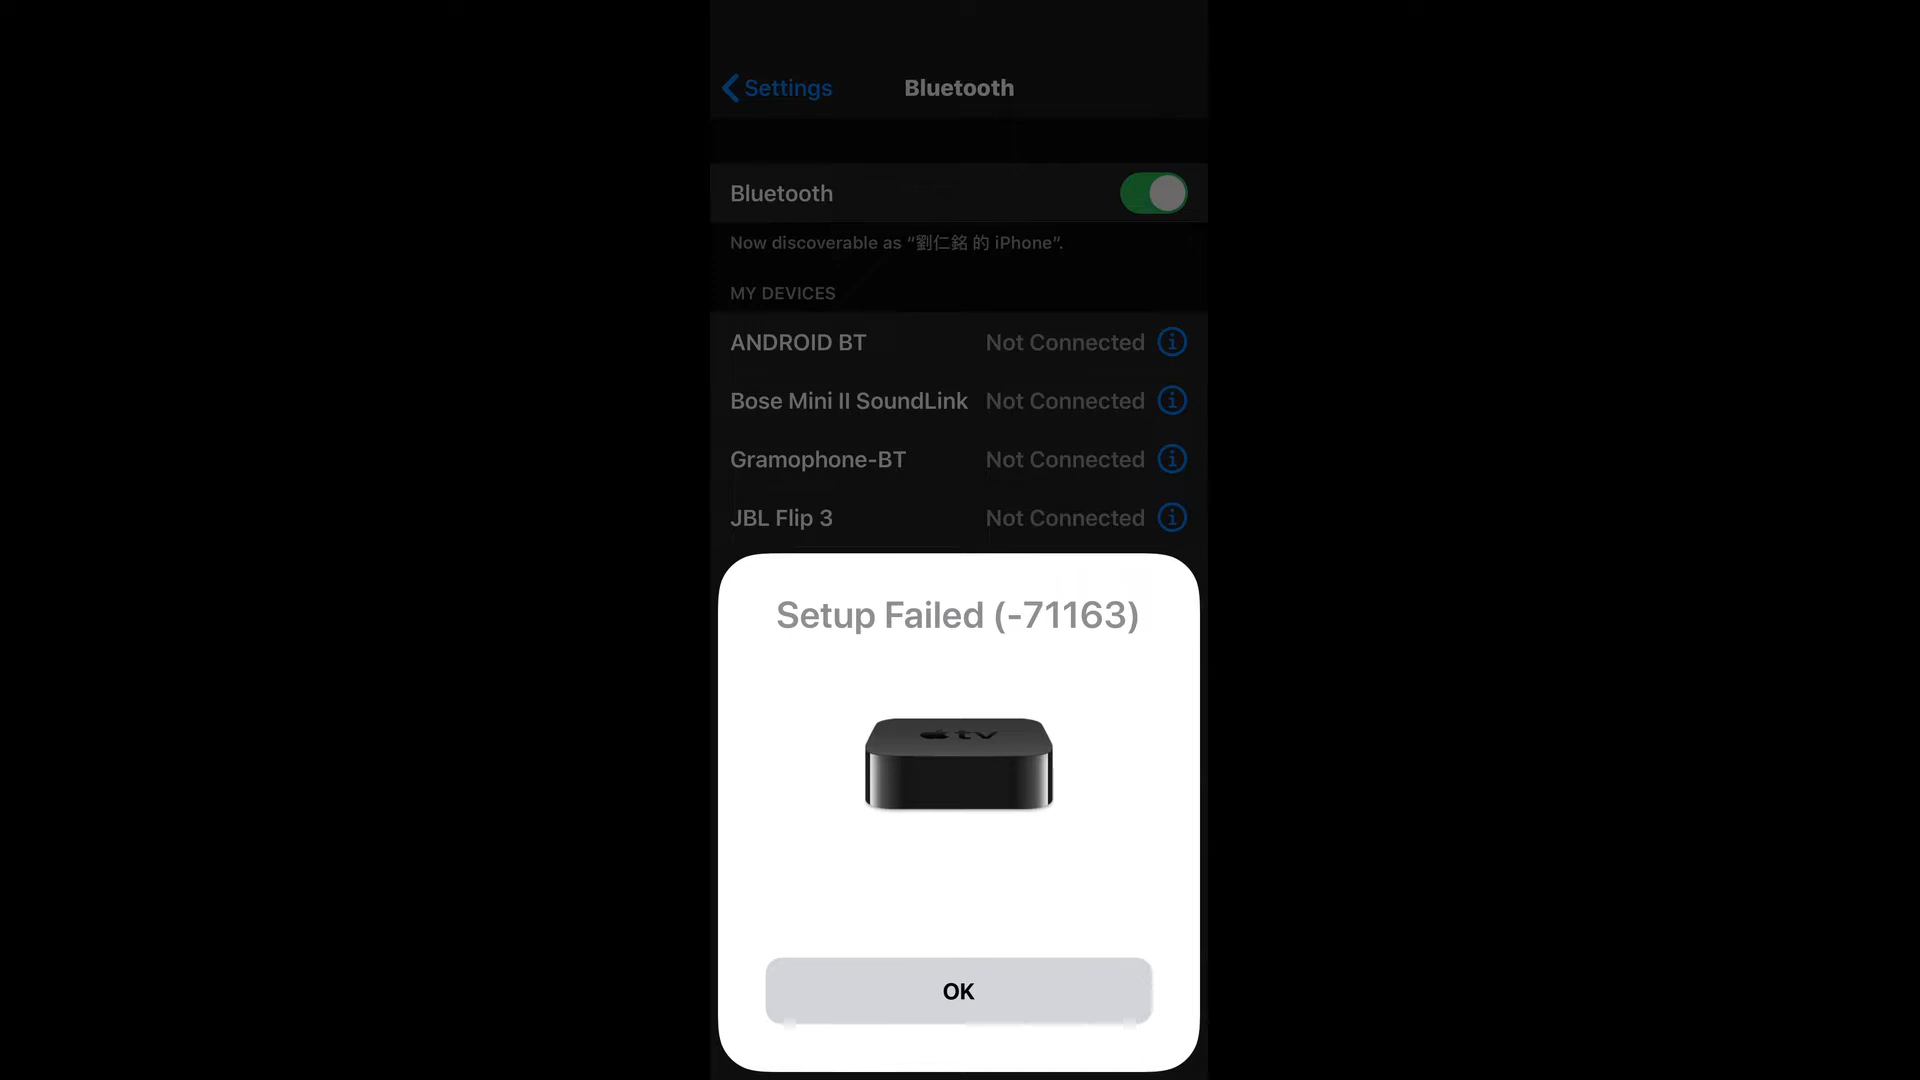 Settings
Bluetooth
Bluetooth
Now discoverable as “劉仁銘 的 iPhone”.
MY DEVICES
ANDROID BT Not Connected
Bose Mini II SoundLink Not Connected
Gramophone-BT Not Connected
JBL Flip 3 Not Connected
Setup Failed (-71163)
tv
OK